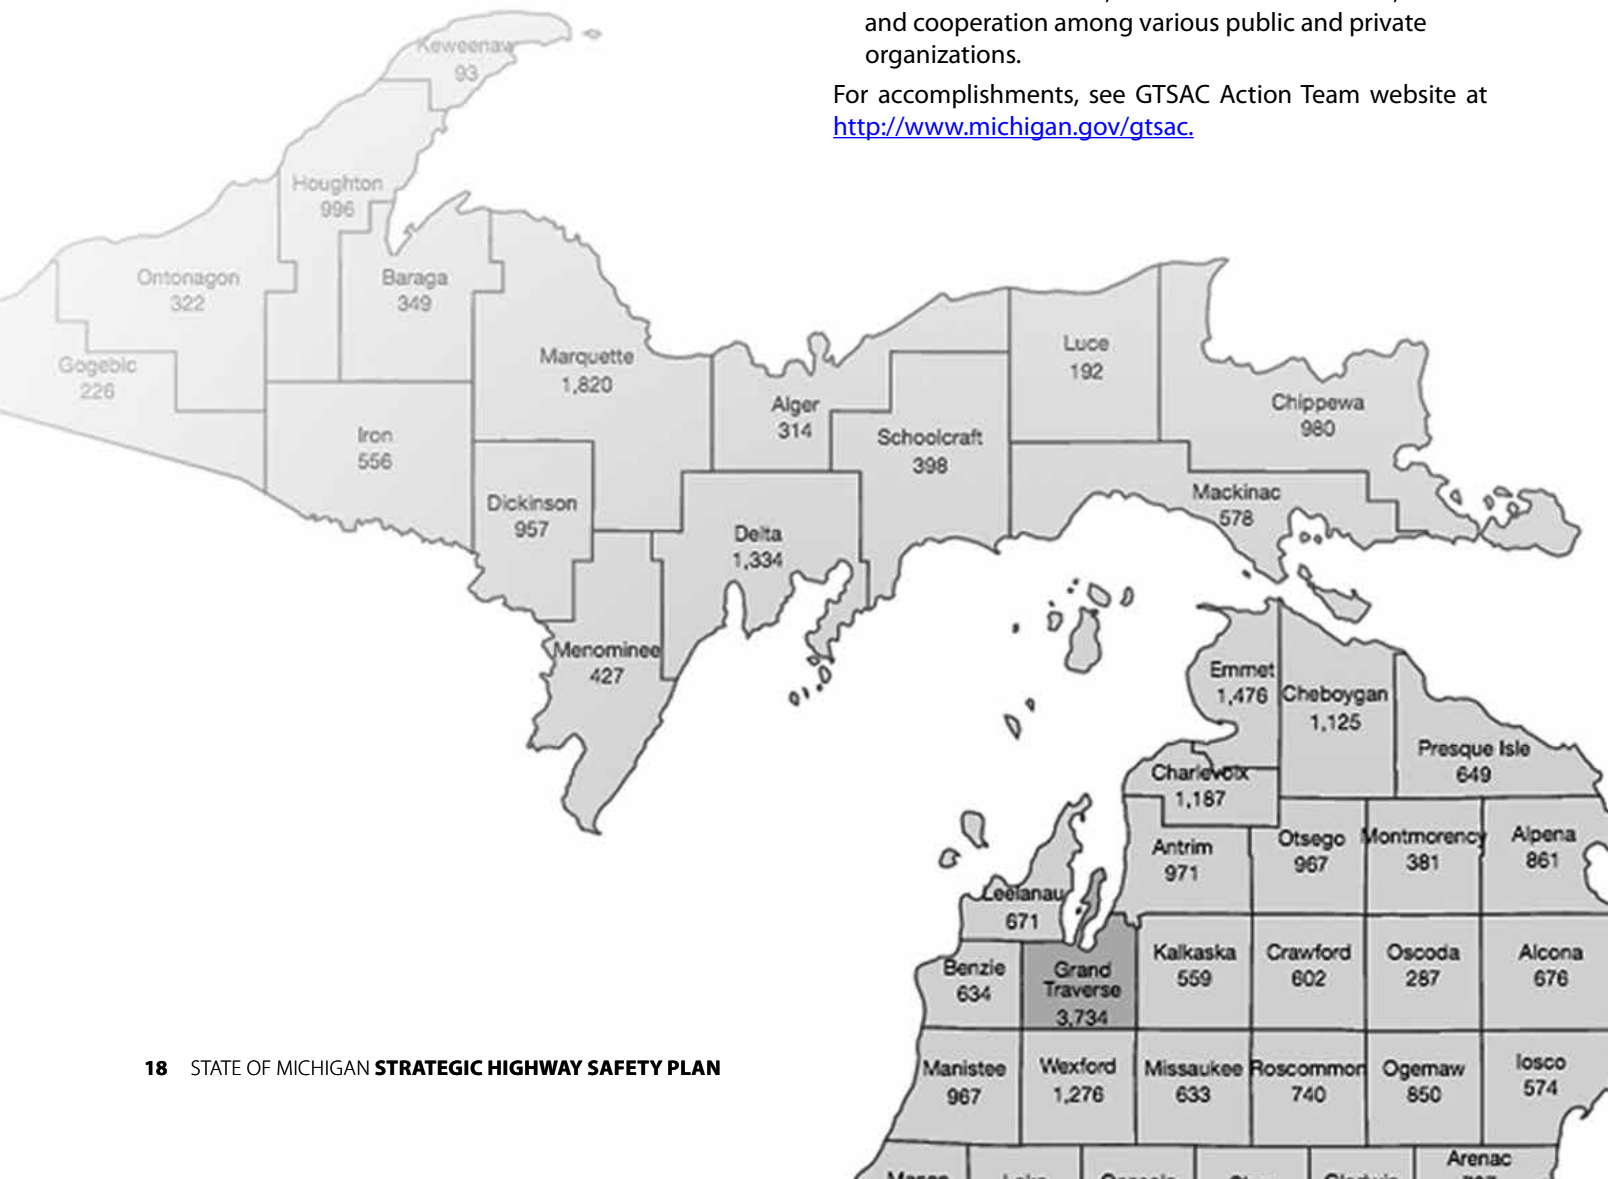 and cooperation among various public and private
organizations.
For accomplishments, see GTSAC Action Team website at
http://www.michigan.gov/gtsac.
Keweenaw
93
Houghton
996
Ontonagon
322
Baraga
349
Gogebic
226
Marquette
1,820
Iron
556
Dickinson
957
Alger
314
Schoolcraft
398
Luce
192
Chippewa
980
Mackinac
578
Delta
1,334
Menominee
427
Emmet
1,476
Cheboygan
1,125
Presque Isle
649
Charlevoix
1,187
Antrim
971
Otsego
967
Montmorency
381
Alpena
861
Leelanau
671
Benzie
634
Grand
Traverse
3,734
Kalkaska
559
Crawford
602
Oscoda
287
Alcona
676
Manistee
967
Wexford
1,276
Missaukee
633
Roscommon
740
Ogemaw
850
Iosco
574
Arenac
18 STATE OF MICHIGAN STRATEGIC HIGHWAY SAFETY PLAN